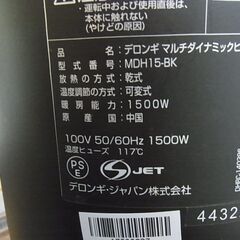 運転中および使用直後は、
本体に触れない
(やけどの原因)
品名：デロンギ マルチダイナミックヒ
型式番号：MDH15-BK
放熱の方式：乾式
温度調節の方式：可変式
消費電力：1500W
原産国：中国
100V 50/60Hz 1500W
温度ヒューズ 117℃
PS
E
S JET
デロンギ・ジャパン株式会社
4432